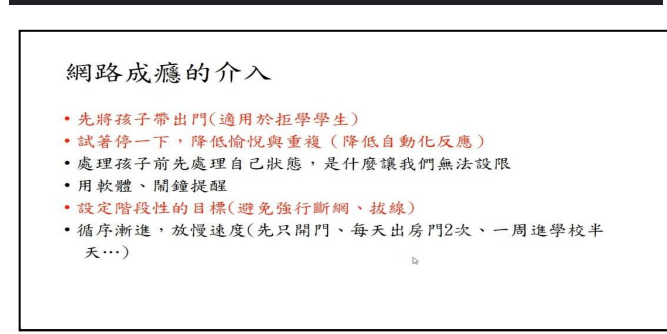 網路成癮的介入
• 先將孩子帶出門(適用於拒學學生)
• 試著停一下，降低愉悅與重複（降低自動化反應）
• 處理孩子前先處理自己狀態，是什麼讓我們無法設限
• 用軟體、鬧鐘提醒
• 設定階段性的目標(避免強行斷網、拔線)
• 循序漸進，放慢速度(先只開門、每天出房門2次、一周進學校半
天…)